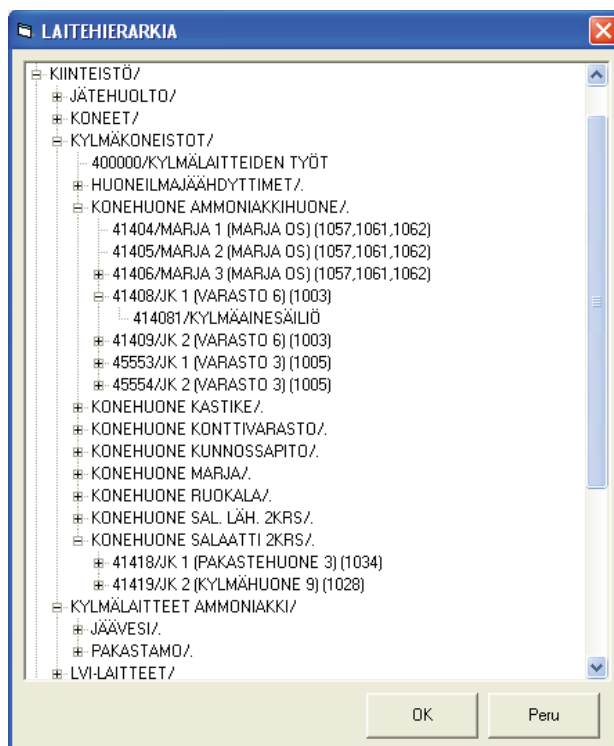 LAITEHIERARKIA
KIINTEISTÖ/
JÄTEHUOLTO/
KONEET/
KYLMÄKONEISTOT/
400000/KYLMÄLAITTEIDEN TYÖT
HUONEILMAJÄÄHDYTTIMET/.
KONEHUONE AMMONIAKKIHUONE/.
41404/MARJA 1 (MARJA OS) (1057,1061,1062)
41405/MARJA 2 (MARJA OS) (1057,1061,1062)
41406/MARJA 3 (MARJA OS) (1057,1061,1062)
41408/JK 1 (VARASTO 6) (1003)
414081/KYLMÄAINESÄILIÖ
41409/JK 2 (VARASTO 6) (1003)
45553/JK 1 (VARASTO 3) (1005)
45554/JK 2 (VARASTO 3) (1005)
KONEHUONE KASTIKE/.
KONEHUONE KONTTIVARASTO/.
KONEHUONE KUNNOSSAPITO/.
KONEHUONE MARJA/.
KONEHUONE RUOKALA/.
KONEHUONE SAL. LÄH. 2KRS/.
KONEHUONE SALAATTI 2KRS/.
41418/JK 1 (PAKASTEHUONE 3) (1034)
41419/JK 2 (KYLMÄHUONE 9) (1028)
KYLMÄLAITTEET AMMONIAKKI/
JÄÄVESI/.
PAKASTAMO/.
LVI-LAITTEET/
OK Peru